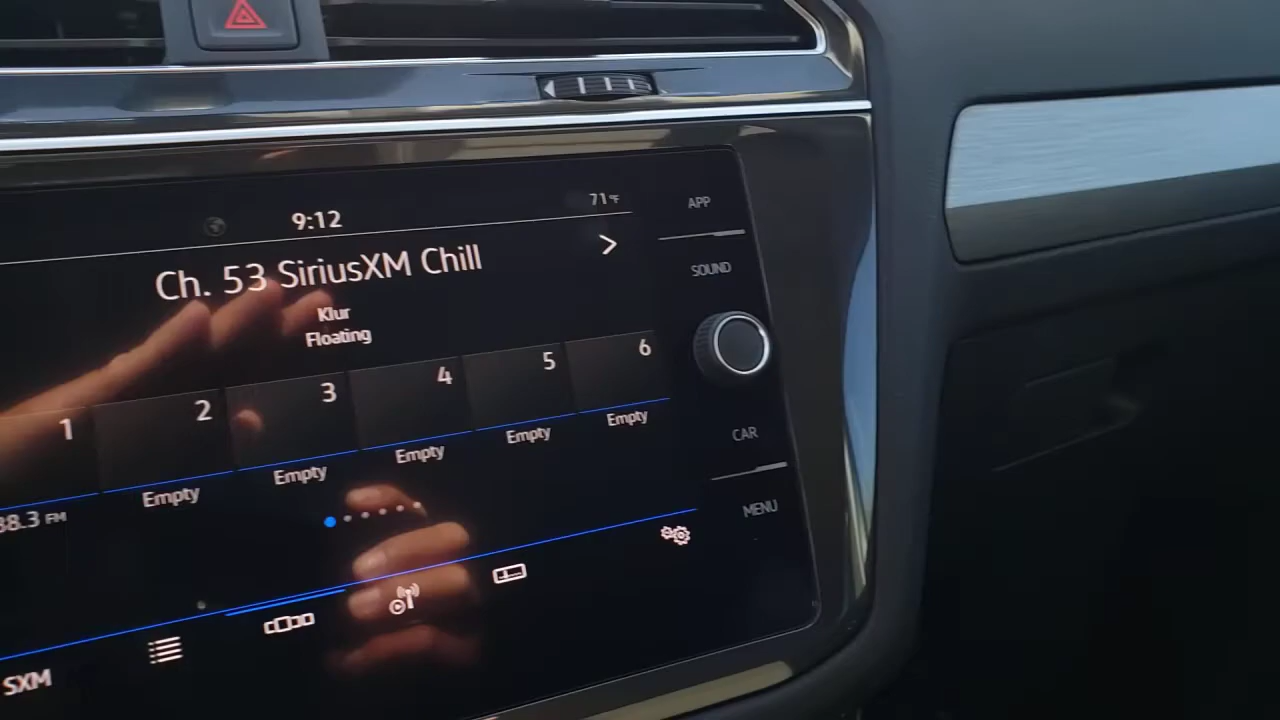 9:12
71°F
Ch. 53 SiriusXM Chill
Klur
Floating
1
2
3
4
5
6
88.3 FM
Empty
Empty
Empty
Empty
Empty
SXM
APP
SOUND
CAR
MENU